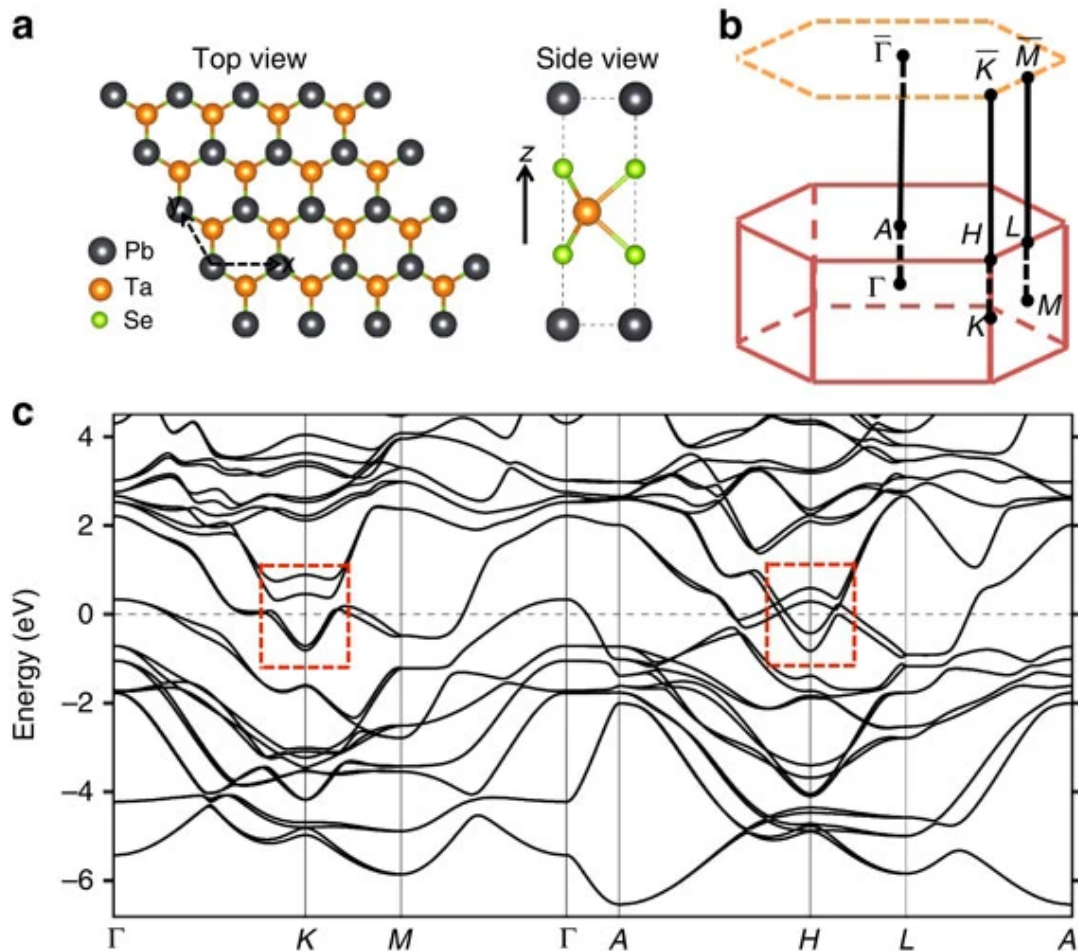 a
Top view
Side view
z
y
x
Pb
Ta
Se
b
Γ̅
K̅
M̅
A
H
L
Γ
K
M
c
Energy (eV)
4
2
0
−2
−4
−6
Γ K M Γ A H L A